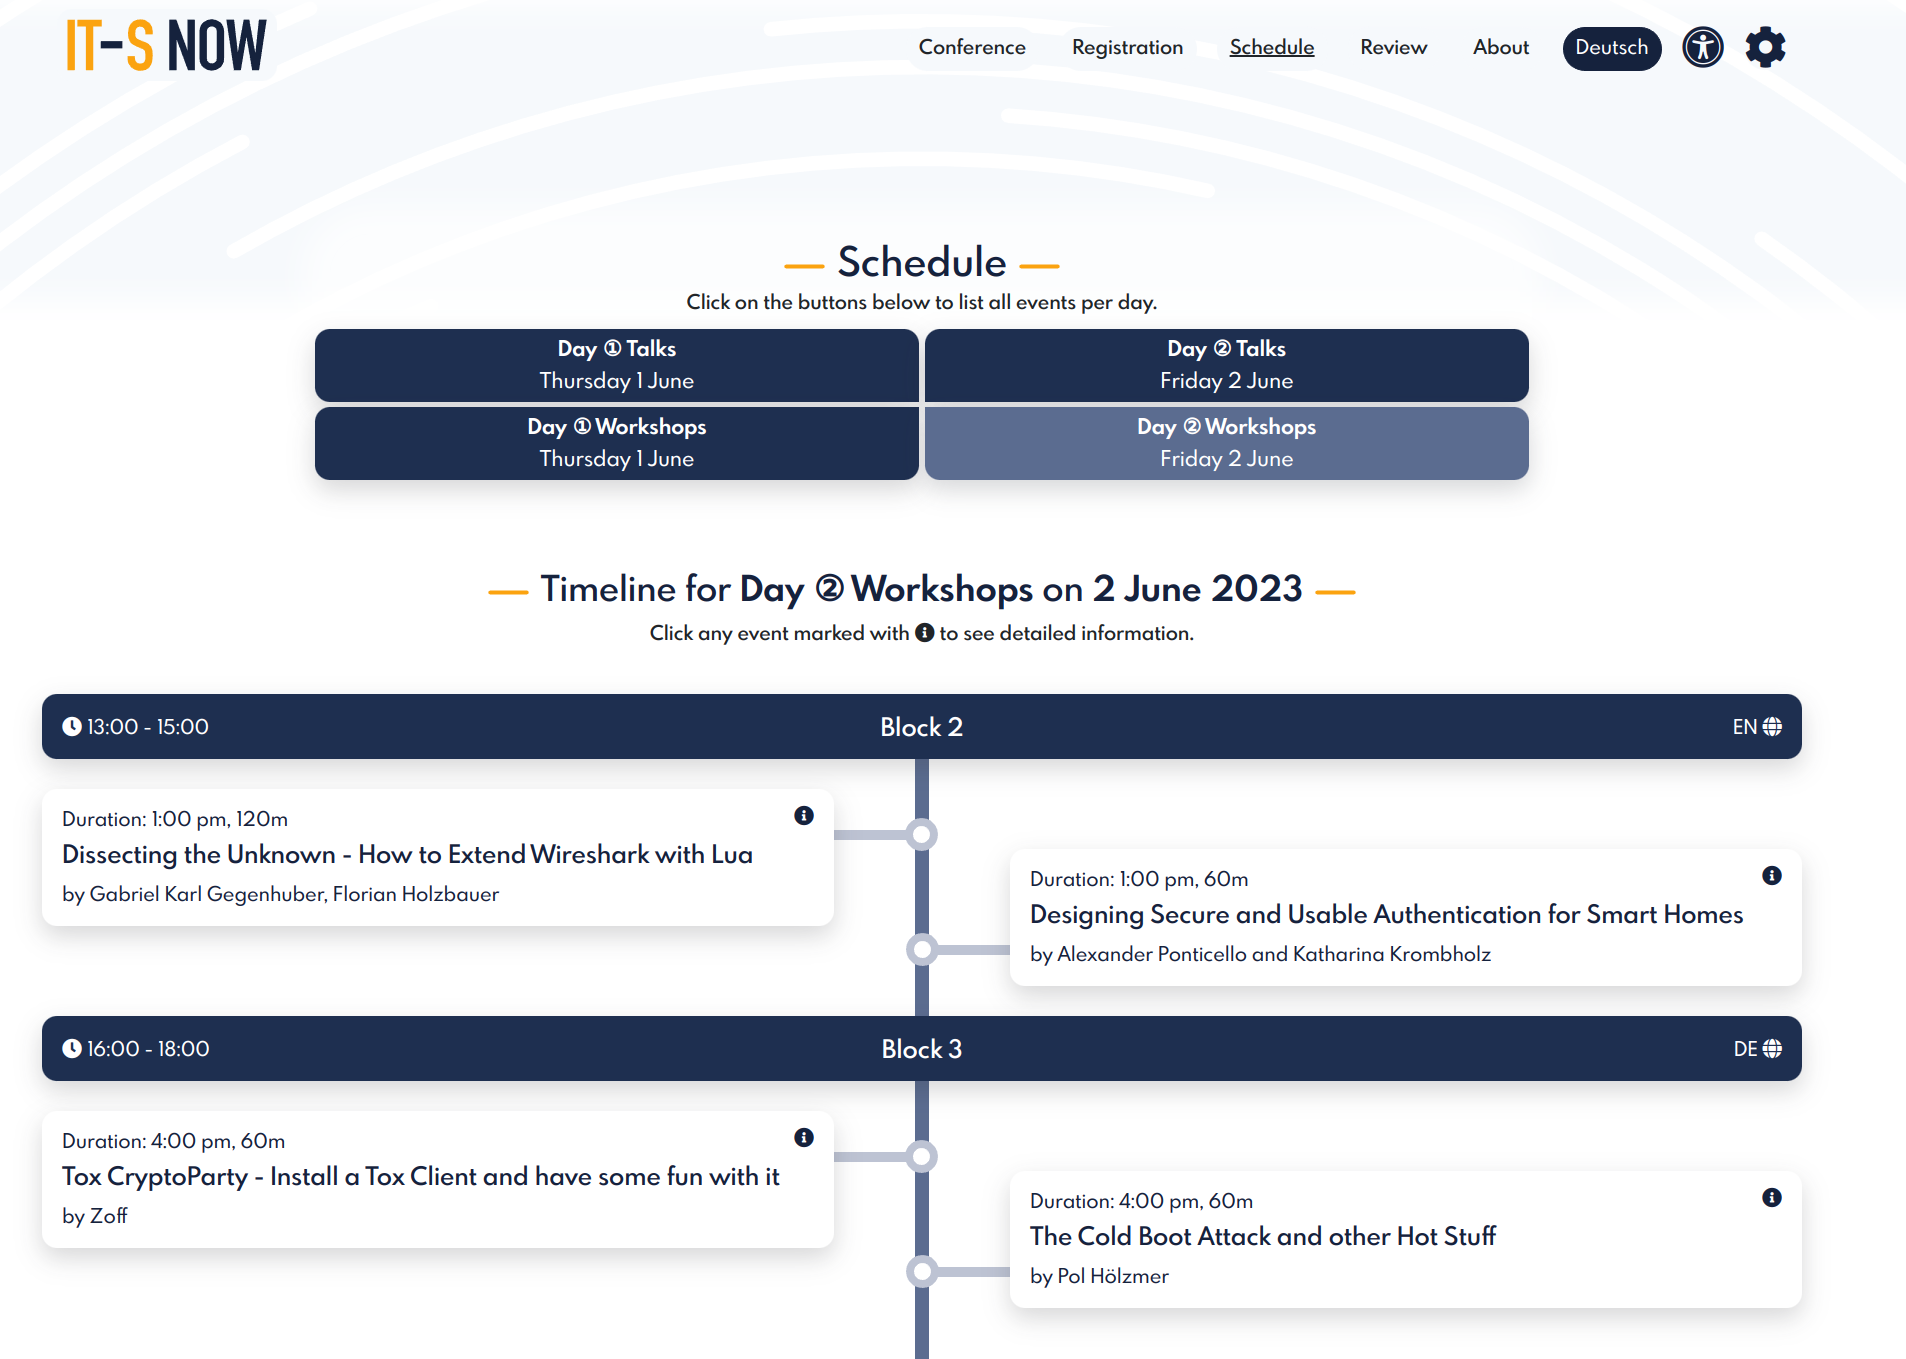 IT-S NOW
Conference Registration Schedule Review About Deutsch
Schedule
Click on the buttons below to list all events per day.
Day ① Talks
Thursday 1 June
Day ② Talks
Friday 2 June
Day ① Workshops
Thursday 1 June
Day ② Workshops
Friday 2 June
Timeline for Day ② Workshops on 2 June 2023
Click any event marked with to see detailed information.
13:00 - 15:00 Block 2 EN
Duration: 1:00 pm, 120m
Dissecting the Unknown - How to Extend Wireshark with Lua
by Gabriel Karl Gegenhuber, Florian Holzbauer
Duration: 1:00 pm, 60m
Designing Secure and Usable Authentication for Smart Homes
by Alexander Ponticello and Katharina Krombholz
16:00 - 18:00 Block 3 DE
Duration: 4:00 pm, 60m
Tox CryptoParty - Install a Tox Client and have some fun with it
by Zoff
Duration: 4:00 pm, 60m
The Cold Boot Attack and other Hot Stuff
by Pol Hölzmer